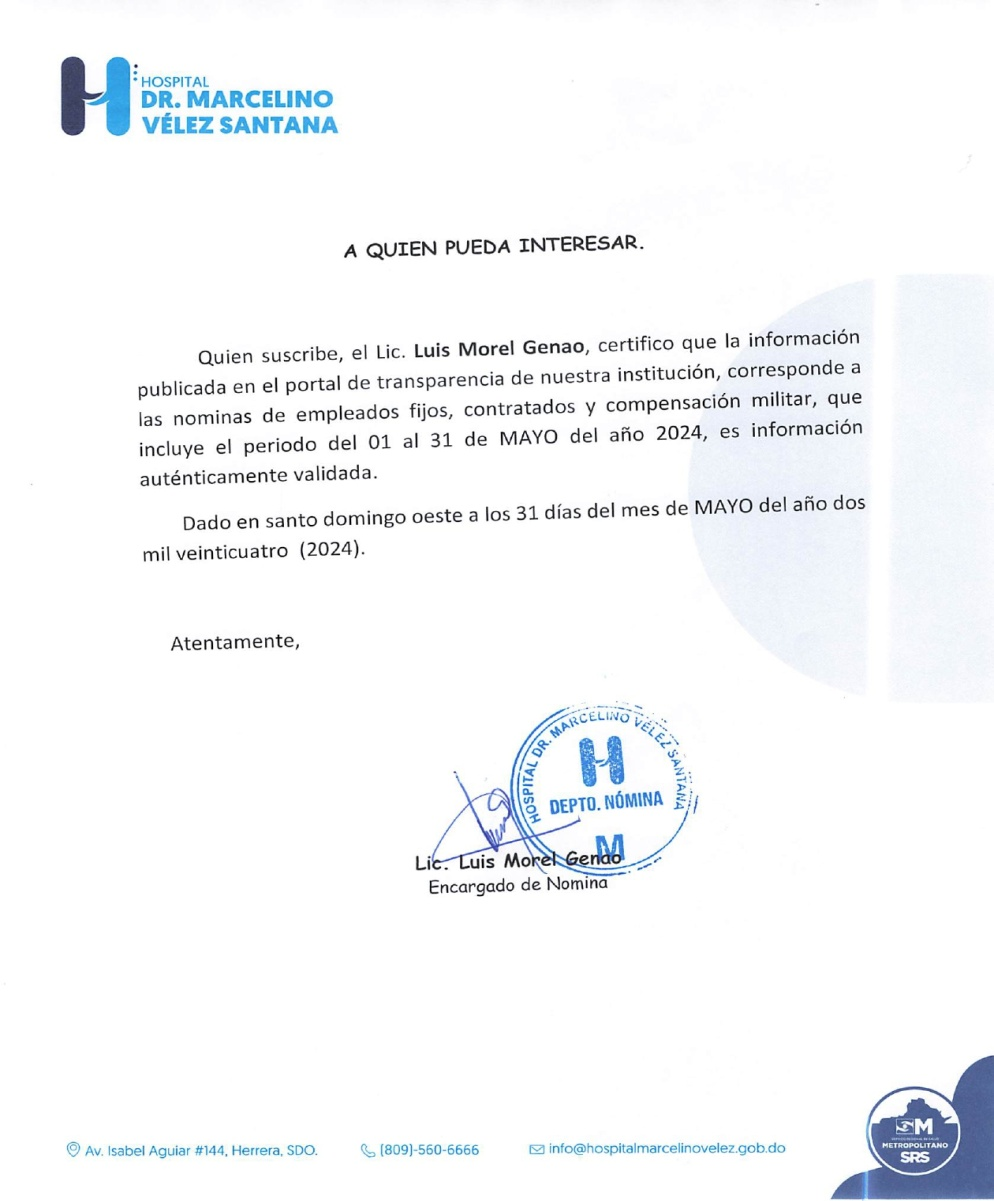 HOSPITAL
DR. MARCELINO
VÉLEZ SANTANA
A QUIEN PUEDA INTERESAR.
Quien suscribe, el Lic. Luis Morel Genao, certifico que la información
publicada en el portal de transparencia de nuestra institución, corresponde a
las nominas de empleados fijos, contratados y compensación militar, que
incluye el periodo del 01 al 31 de MAYO del año 2024, es información
auténticamente validada.
Dado en santo domingo oeste a los 31 días del mes de MAYO del año dos
mil veinticuatro (2024).
Atentamente,
HOSPITAL DR. MARCELINO VÉLEZ SANTANA
H
DEPTO. NÓMINA
M
Lic. Luis Morel Genao
Encargado de Nomina
Av. Isabel Aguiar #144, Herrera, SDO.
(809)-560-6666
info@hospitalmarcelinovelez.gob.do
M
METROPOLITANO
SRS